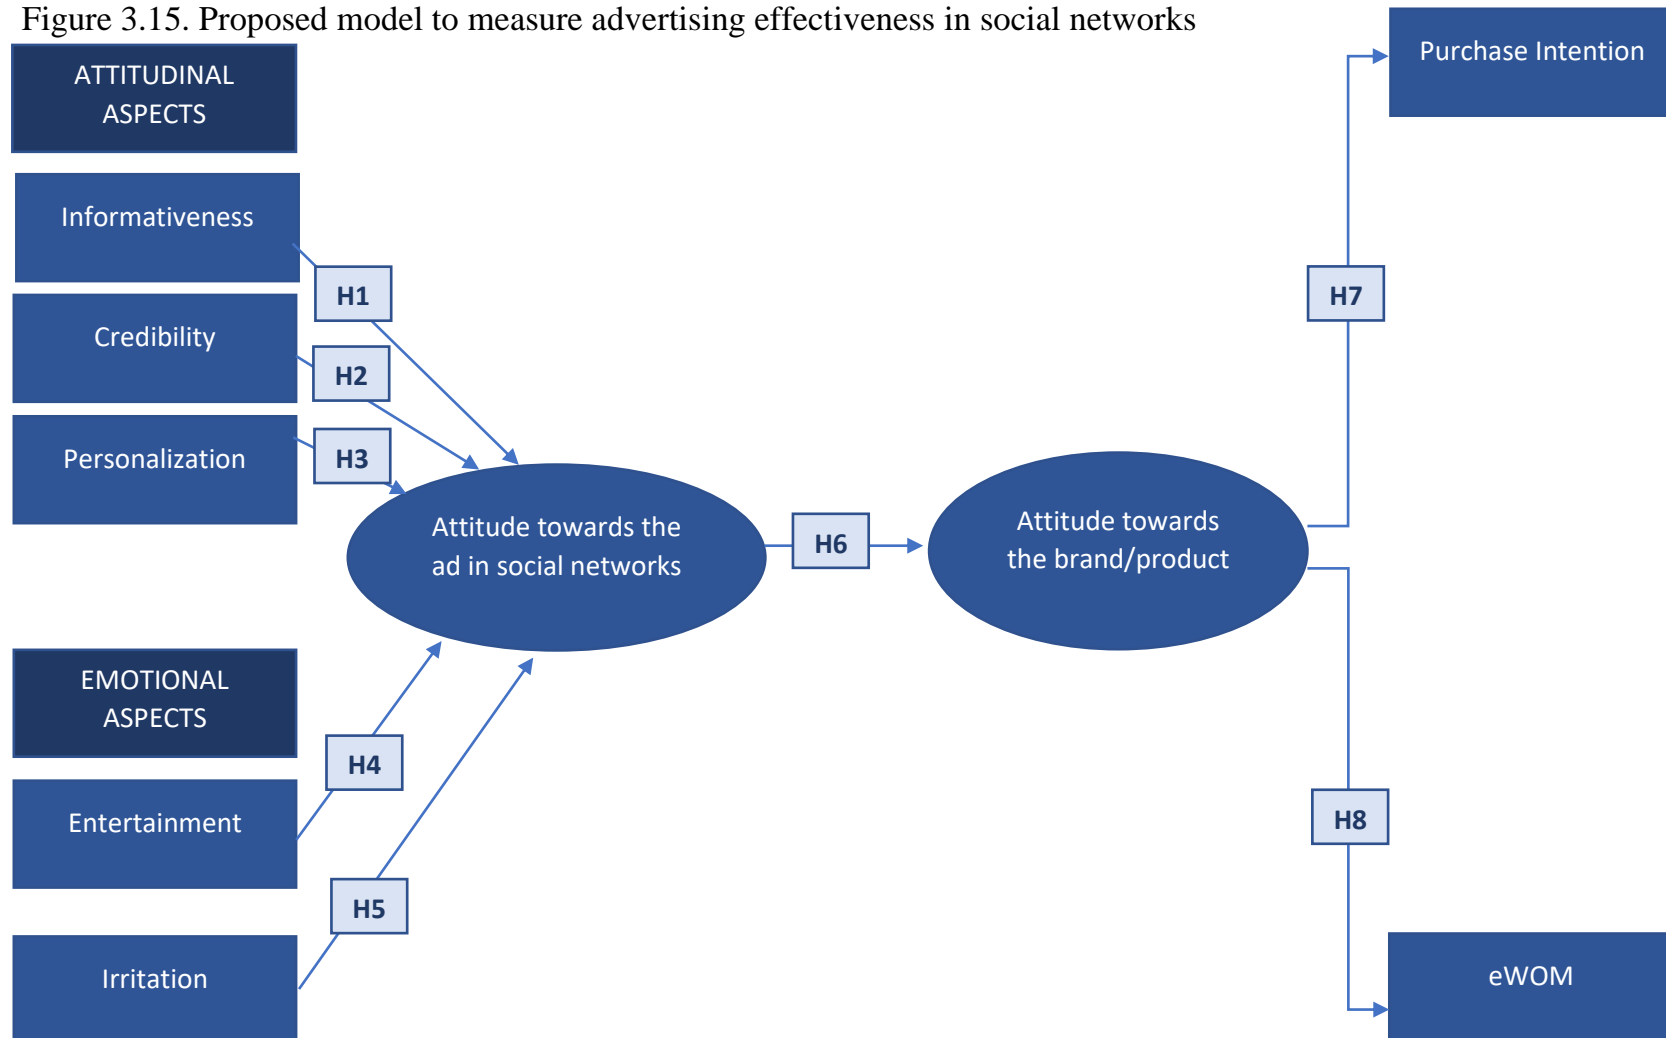 Figure 3.15. Proposed model to measure advertising effectiveness in social networks
ATTITUDINAL
ASPECTS
Informativeness
Credibility
Personalization
H1
H2
H3
Attitude towards the
ad in social networks
H6
Attitude towards
the brand/product
Purchase Intention
H7
EMOTIONAL
ASPECTS
Entertainment
Irritation
H4
H5
H8
eWOM